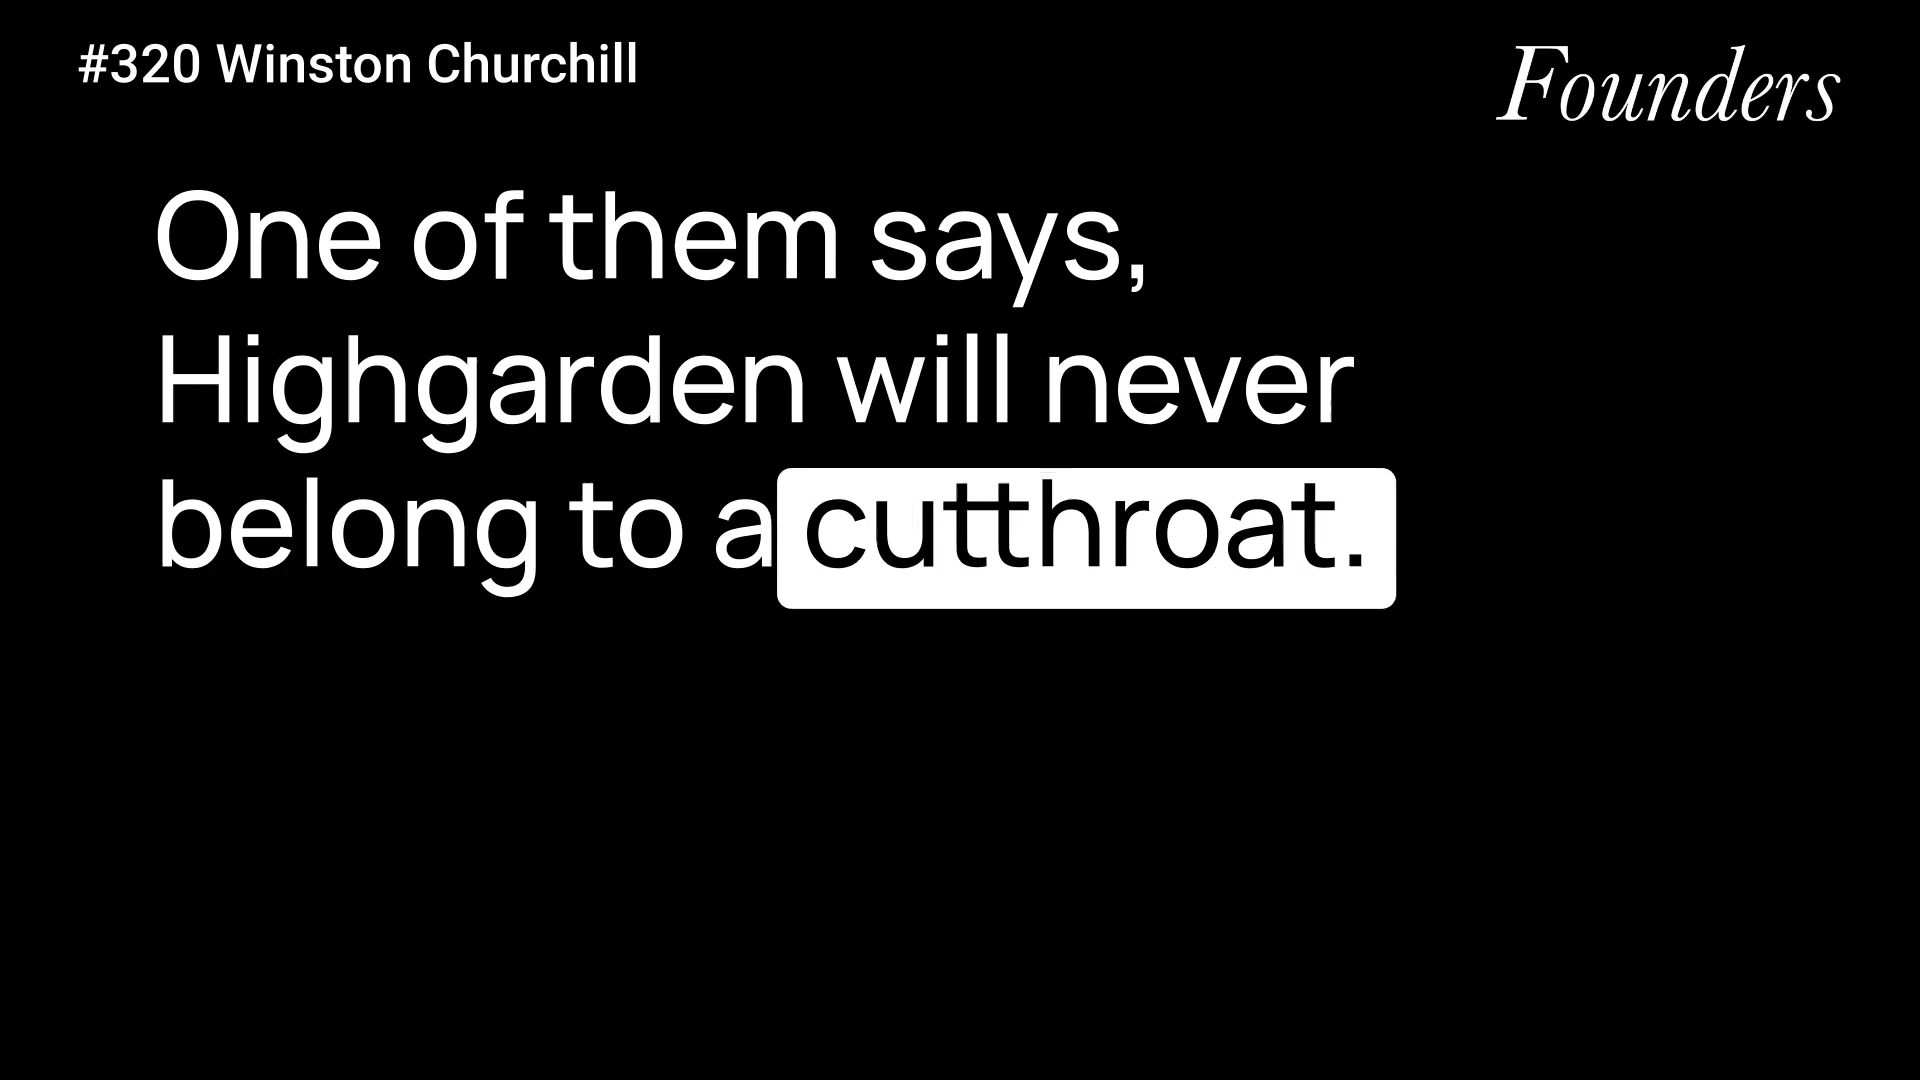 #320 Winston Churchill
Founders
One of them says,
Highgarden will never
belong to a cutthroat.